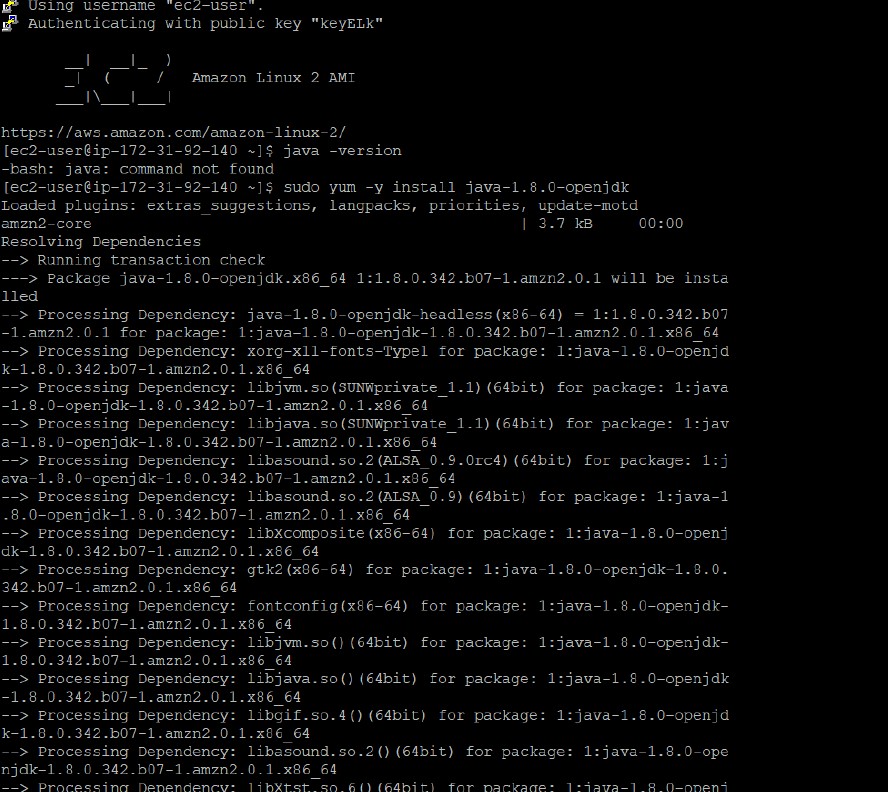 Using username "ec2-user".
Authenticating with public key "keyELk"
       __|  __|_  )
       _|  (     /   Amazon Linux 2 AMI
      ___|\___|___|
https://aws.amazon.com/amazon-linux-2/
[ec2-user@ip-172-31-92-140 ~]$ java -version
-bash: java: command not found
[ec2-user@ip-172-31-92-140 ~]$ sudo yum -y install java-1.8.0-openjdk
Loaded plugins: extras_suggestions, langpacks, priorities, update-motd
amzn2-core                                               | 3.7 kB     00:00
Resolving Dependencies
--> Running transaction check
---> Package java-1.8.0-openjdk.x86_64 1:1.8.0.342.b07-1.amzn2.0.1 will be insta
lled
--> Processing Dependency: java-1.8.0-openjdk-headless(x86-64) = 1:1.8.0.342.b07
-1.amzn2.0.1 for package: 1:java-1.8.0-openjdk-1.8.0.342.b07-1.amzn2.0.1.x86_64
--> Processing Dependency: xorg-x11-fonts-Type1 for package: 1:java-1.8.0-openjd
k-1.8.0.342.b07-1.amzn2.0.1.x86_64
--> Processing Dependency: libjvm.so(SUNWprivate_1.1)(64bit) for package: 1:java
-1.8.0-openjdk-1.8.0.342.b07-1.amzn2.0.1.x86_64
--> Processing Dependency: libjava.so(SUNWprivate_1.1)(64bit) for package: 1:jav
a-1.8.0-openjdk-1.8.0.342.b07-1.amzn2.0.1.x86_64
--> Processing Dependency: libasound.so.2(ALSA_0.9.0rc4)(64bit) for package: 1:j
ava-1.8.0-openjdk-1.8.0.342.b07-1.amzn2.0.1.x86_64
--> Processing Dependency: libasound.so.2(ALSA_0.9)(64bit) for package: 1:java-1
.8.0-openjdk-1.8.0.342.b07-1.amzn2.0.1.x86_64
--> Processing Dependency: libXcomposite(x86-64) for package: 1:java-1.8.0-openj
dk-1.8.0.342.b07-1.amzn2.0.1.x86_64
--> Processing Dependency: gtk2(x86-64) for package: 1:java-1.8.0-openjdk-1.8.0.
342.b07-1.amzn2.0.1.x86_64
--> Processing Dependency: fontconfig(x86-64) for package: 1:java-1.8.0-openjdk-
1.8.0.342.b07-1.amzn2.0.1.x86_64
--> Processing Dependency: libjvm.so()(64bit) for package: 1:java-1.8.0-openjdk-
1.8.0.342.b07-1.amzn2.0.1.x86_64
--> Processing Dependency: libjava.so()(64bit) for package: 1:java-1.8.0-openjdk
-1.8.0.342.b07-1.amzn2.0.1.x86_64
--> Processing Dependency: libgif.so.4()(64bit) for package: 1:java-1.8.0-openjd
k-1.8.0.342.b07-1.amzn2.0.1.x86_64
--> Processing Dependency: libasound.so.2()(64bit) for package: 1:java-1.8.0-ope
njdk-1.8.0.342.b07-1.amzn2.0.1.x86_64
--> Processing Dependency: libXtst.so.6()(64bit) for package: 1:java-1.8.0-openj